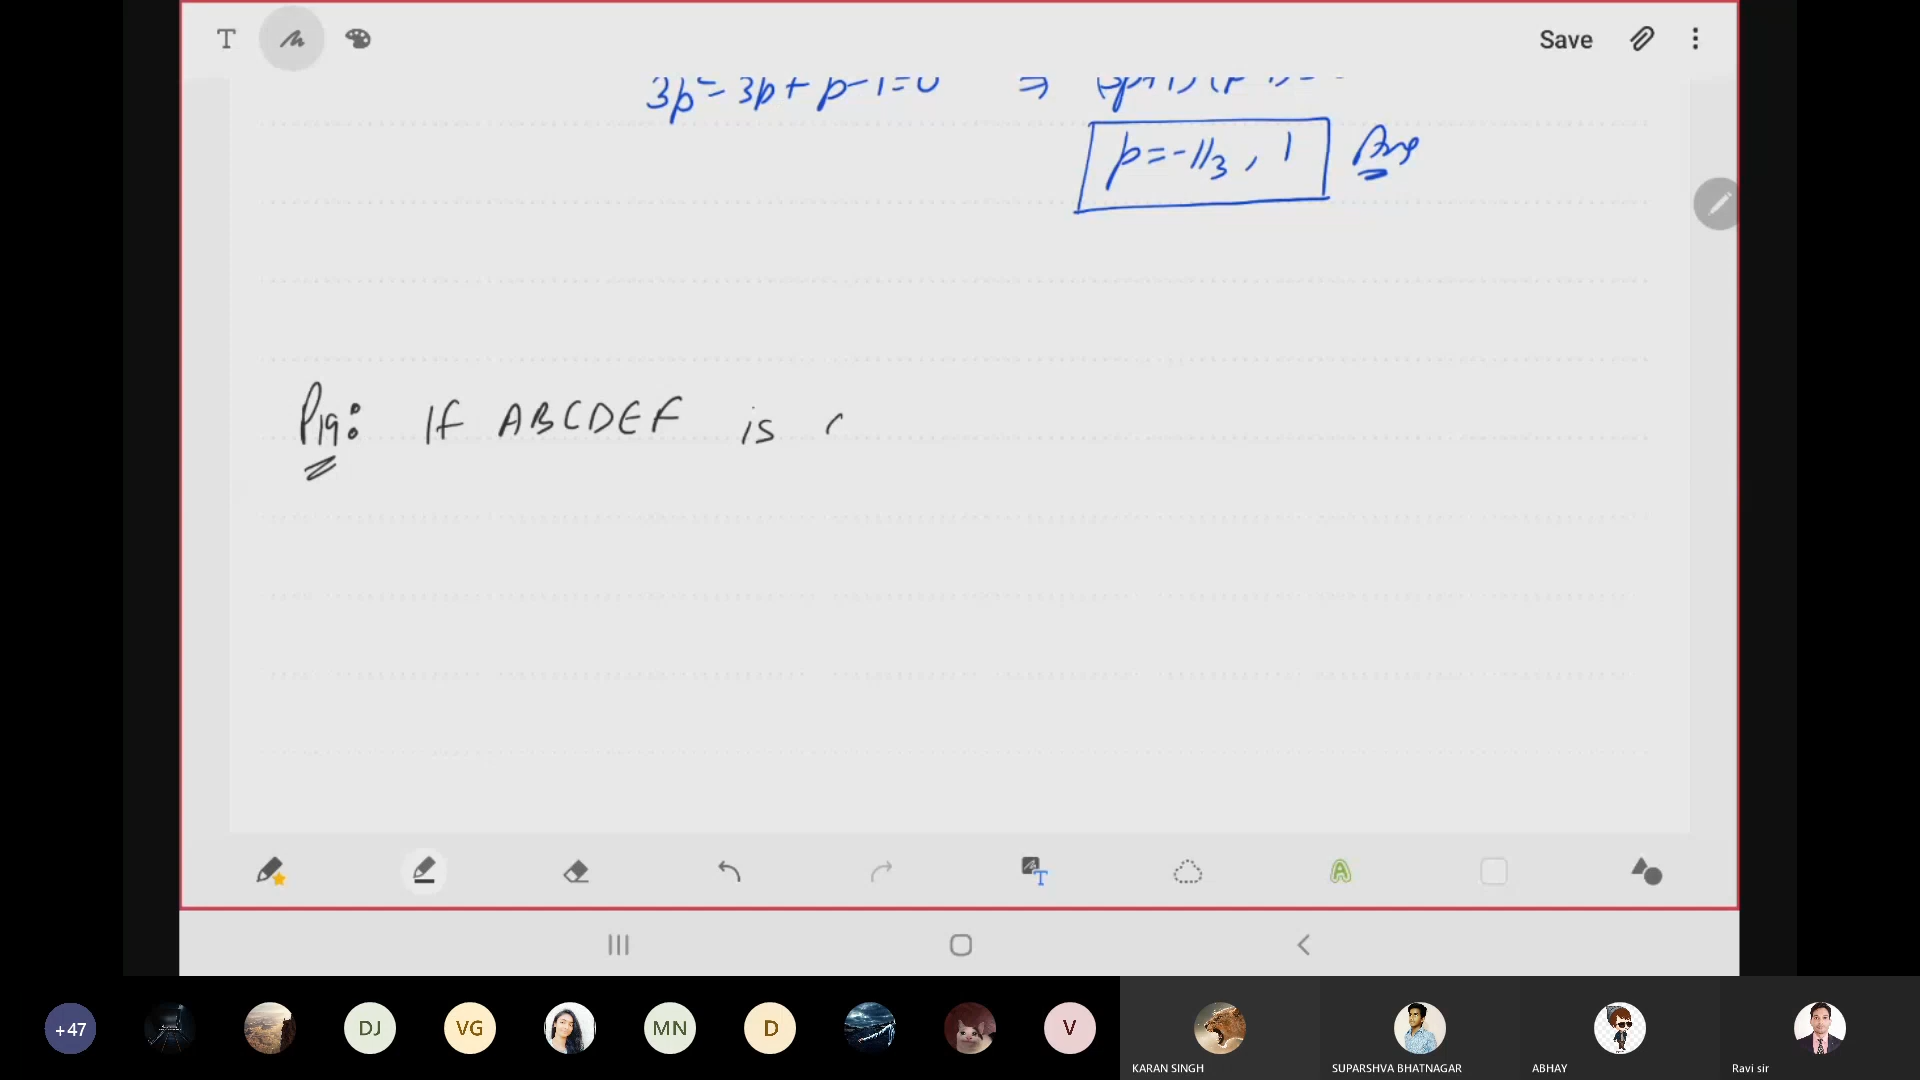 T
Save
3p²-3p+p-1=0 ⇒
p=-1/3, 1 Ans
P19: If ABCDEF is
T
A
+47
DJ
VG
MN
D
V
KARAN SINGH
SUPARSHVA BHATNAGAR
ABHAY
Ravi sir